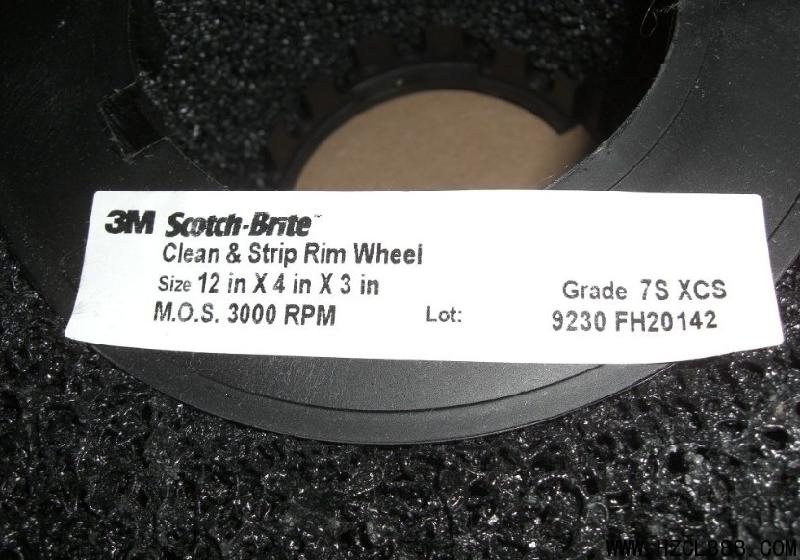 3M Scotch-Brite™
Clean & Strip Rim Wheel
Size 12 in X 4 in X 3 in Grade 7S XCS
M.O.S. 3000 RPM Lot: 9230 FH20142
WWW.HZCL888.COM